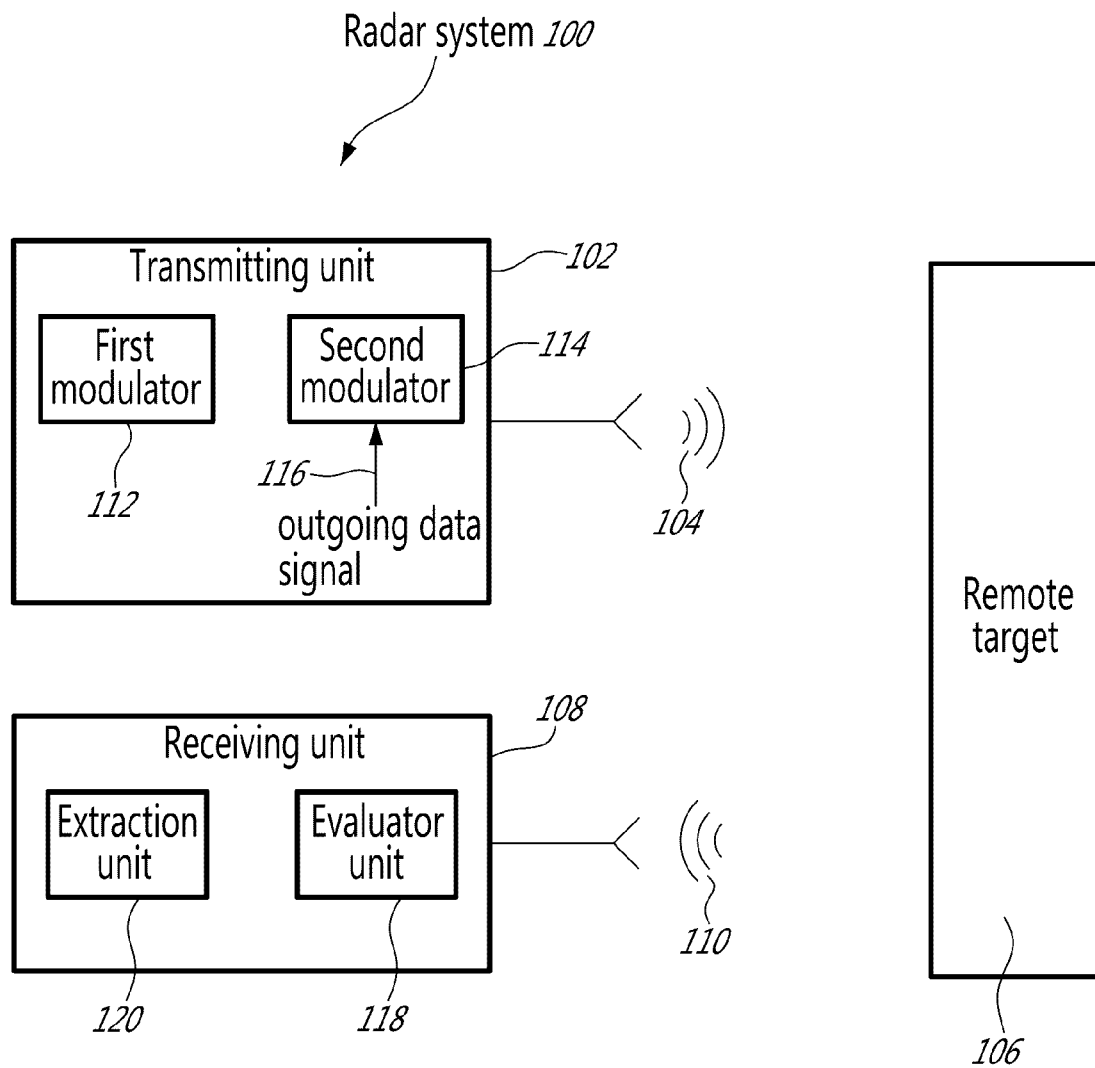 Radar system 100
Transmitting unit
102
First
modulator
Second
modulator
114
112
116
outgoing data
signal
104
Remote
target
Receiving unit
108
Extraction
unit
Evaluator
unit
110
120
118
106